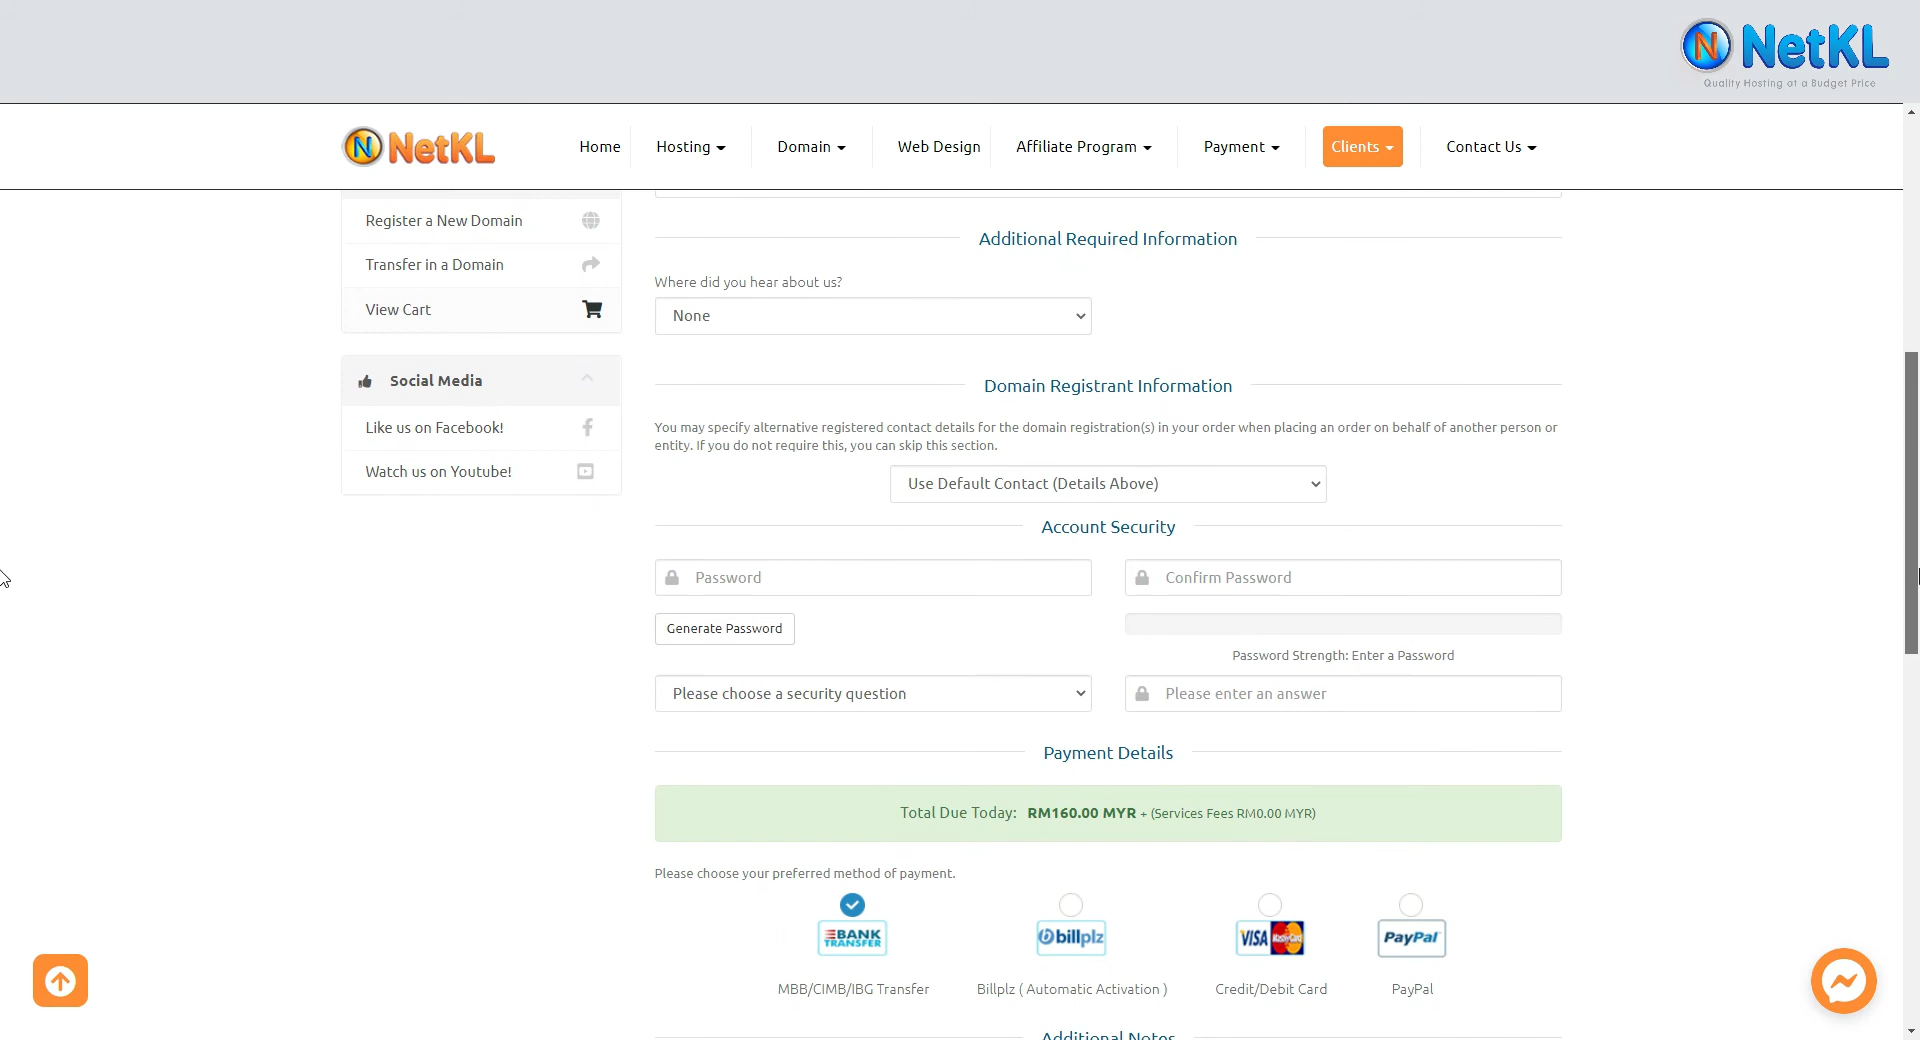 N NetKL
Quality Hosting at a Budget Price
N NetKL
Home
Hosting
Domain
Web Design
Affiliate Program
Payment
Clients
Contact Us
Register a New Domain
Transfer in a Domain
View Cart
Social Media
Like us on Facebook!
Watch us on Youtube!
Additional Required Information
Where did you hear about us?
None
Domain Registrant Information
You may specify alternative registered contact details for the domain registration(s) in your order when placing an order on behalf of another person or
entity. If you do not require this, you can skip this section.
Use Default Contact (Details Above)
Account Security
Password
Confirm Password
Generate Password
Password Strength: Enter a Password
Please choose a security question
Please enter an answer
Payment Details
Total Due Today: RM160.00 MYR + (Services Fees RM0.00 MYR)
Please choose your preferred method of payment.
BANK
TRANSFER
billplz
VISA MasterCard
PayPal
MBB/CIMB/IBG Transfer
Billplz ( Automatic Activation )
Credit/Debit Card
PayPal
Additional Notes